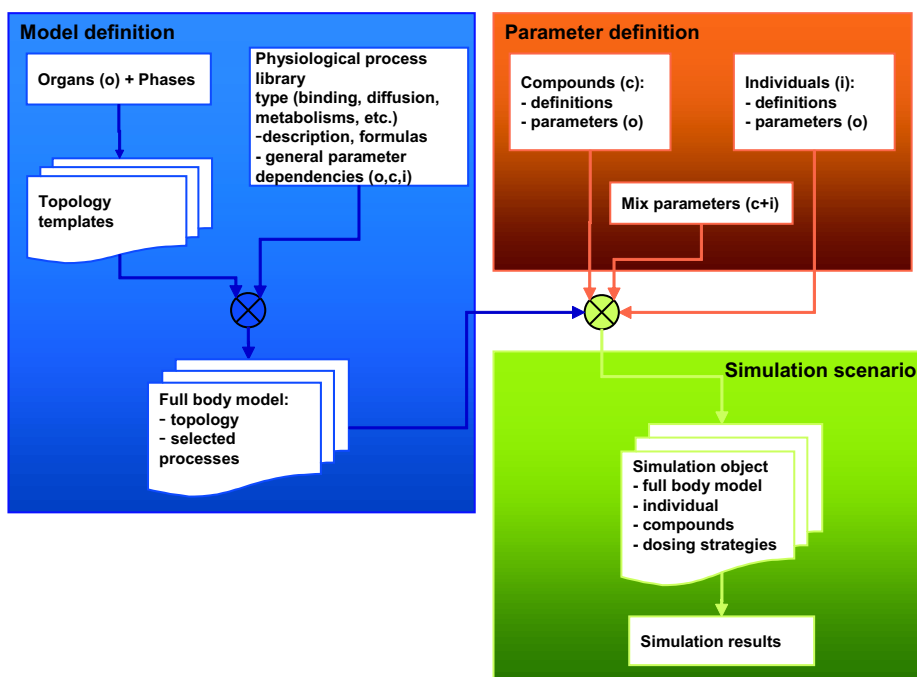 Model definition
Organs (o) + Phases
Physiological process
library
type (binding, diffusion,
metabolisms, etc.)
-description, formulas
- general parameter
dependencies (o,c,i)
Topology
templates
Full body model:
- topology
- selected
processes
Parameter definition
Compounds (c):
- definitions
- parameters (o)
Individuals (i):
- definitions
- parameters (o)
Mix parameters (c+i)
Simulation scenario
Simulation object
- full body model
- individual
- compounds
- dosing strategies
Simulation results